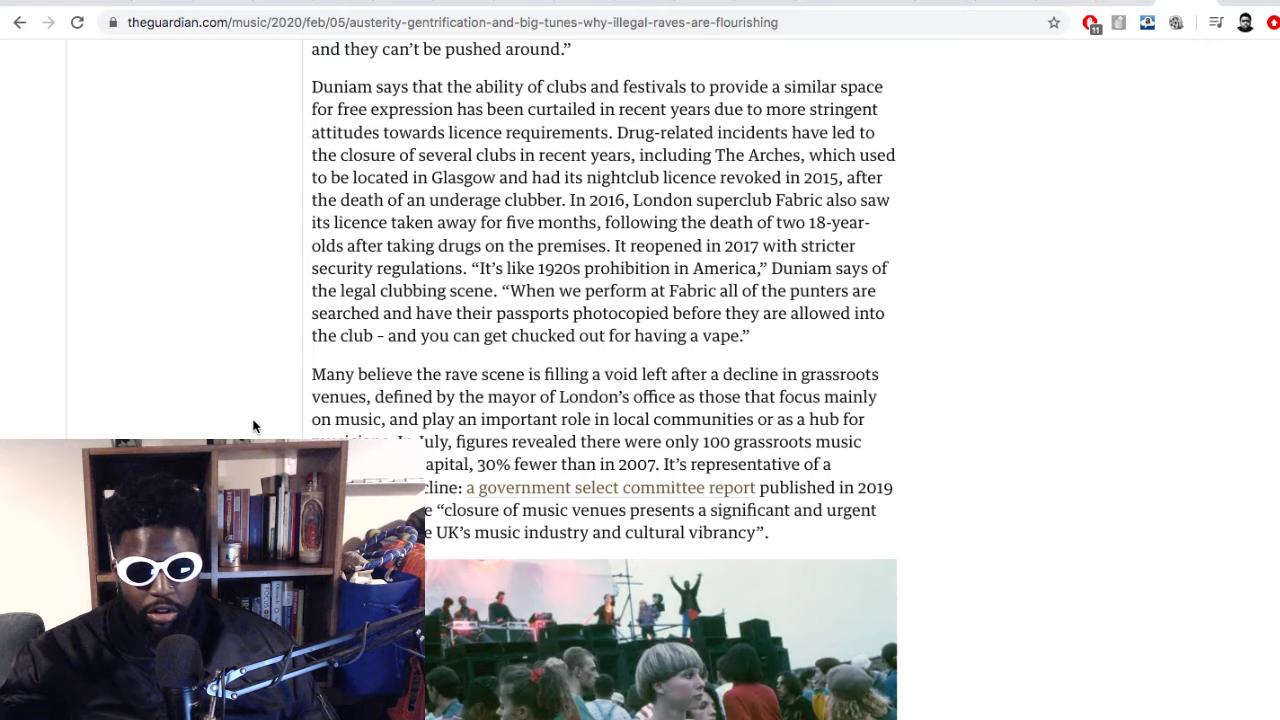 theguardian.com/music/2020/feb/05/austerity-gentrification-and-big-tunes-why-illegal-raves-are-flourishing
11
and they can’t be pushed around.”
Duniam says that the ability of clubs and festivals to provide a similar space
for free expression has been curtailed in recent years due to more stringent
attitudes towards licence requirements. Drug-related incidents have led to
the closure of several clubs in recent years, including The Arches, which used
to be located in Glasgow and had its nightclub licence revoked in 2015, after
the death of an underage clubber. In 2016, London superclub Fabric also saw
its licence taken away for five months, following the death of two 18-year-
olds after taking drugs on the premises. It reopened in 2017 with stricter
security regulations. “It’s like 1920s prohibition in America,” Duniam says of
the legal clubbing scene. “When we perform at Fabric all of the punters are
searched and have their passports photocopied before they are allowed into
the club – and you can get chucked out for having a vape.”
Many believe the rave scene is filling a void left after a decline in grassroots
venues, defined by the mayor of London’s office as those that focus mainly
on music, and play an important role in local communities or as a hub for
July, figures revealed there were only 100 grassroots music
apital, 30% fewer than in 2007. It’s representative of a
cline: a government select committee report published in 2019
e “closure of music venues presents a significant and urgent
e UK’s music industry and cultural vibrancy”.